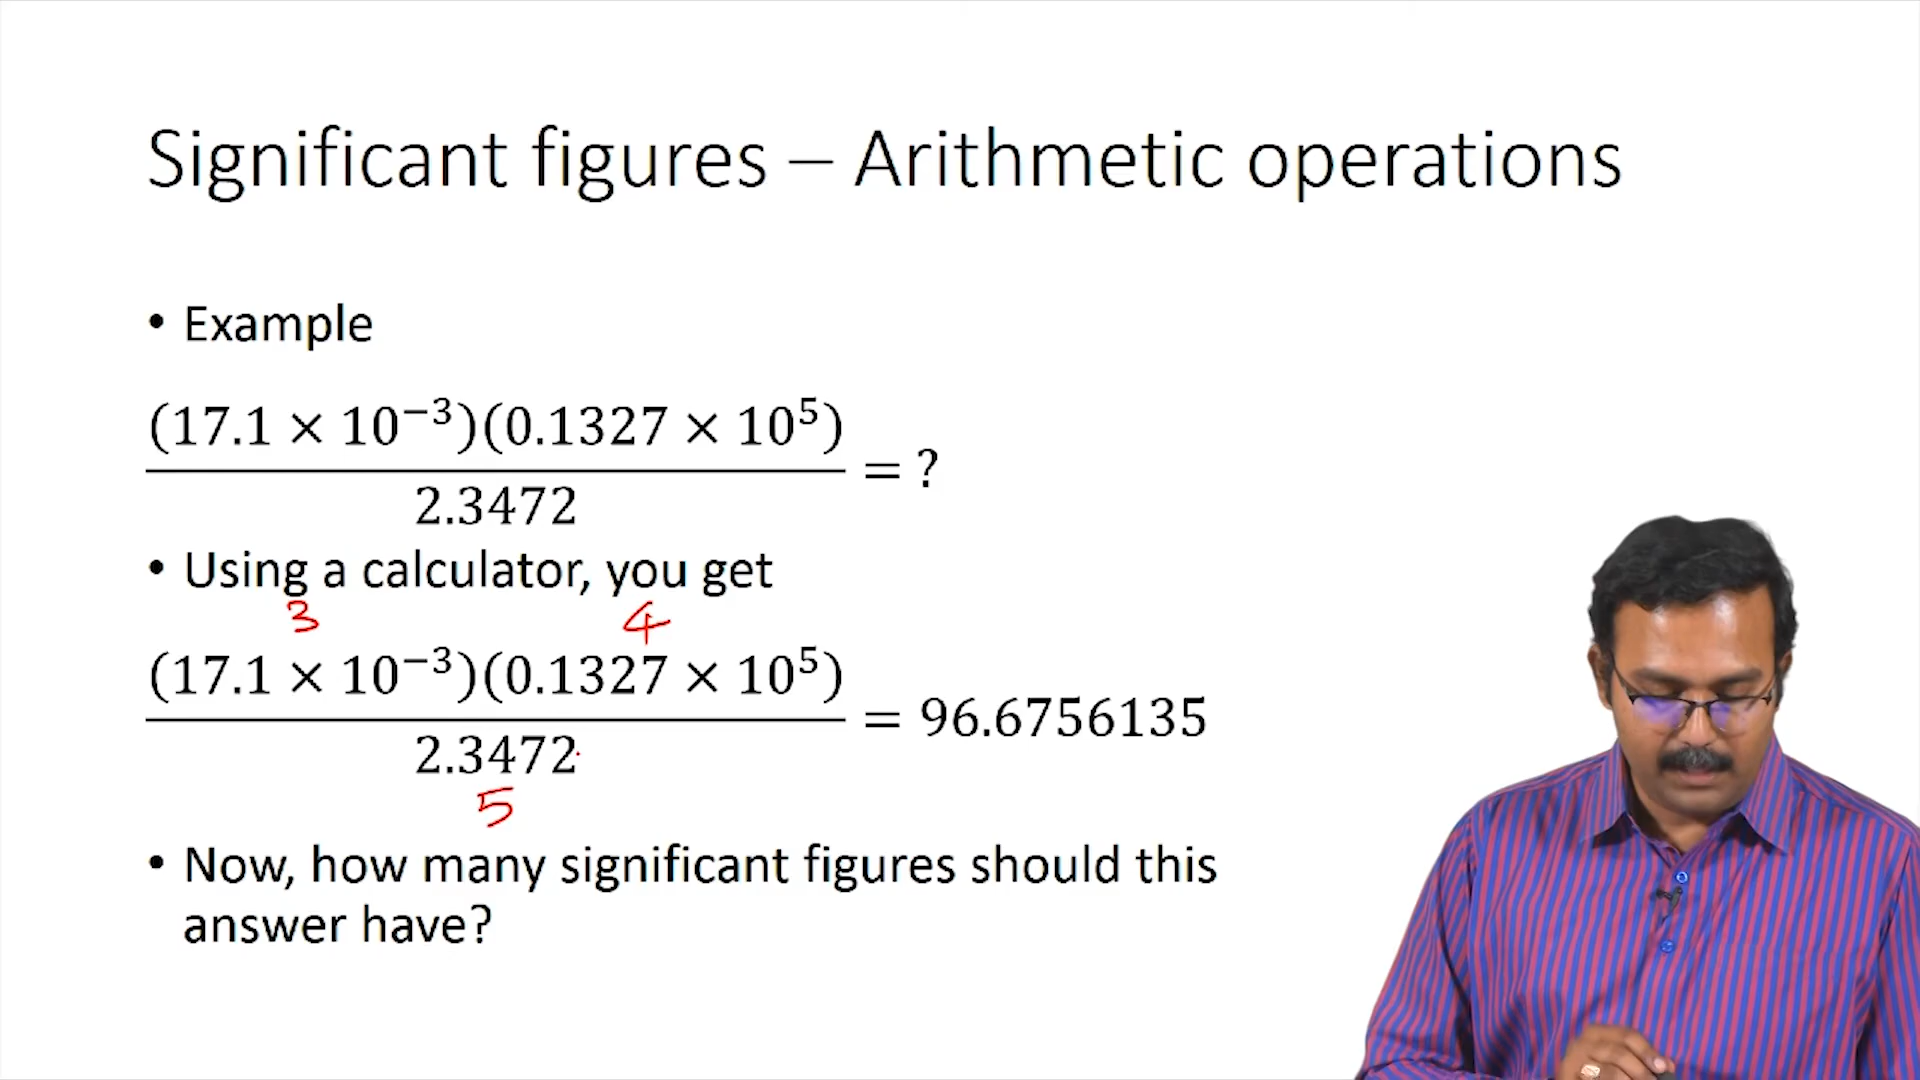 Significant figures – Arithmetic operations
• Example
(17.1 × 10⁻³)(0.1327 × 10⁵)
= ?
2.3472
• Using a calculator, you get
3 4
(17.1 × 10⁻³)(0.1327 × 10⁵)
= 96.6756135
2.3472
5
• Now, how many significant figures should this
answer have?